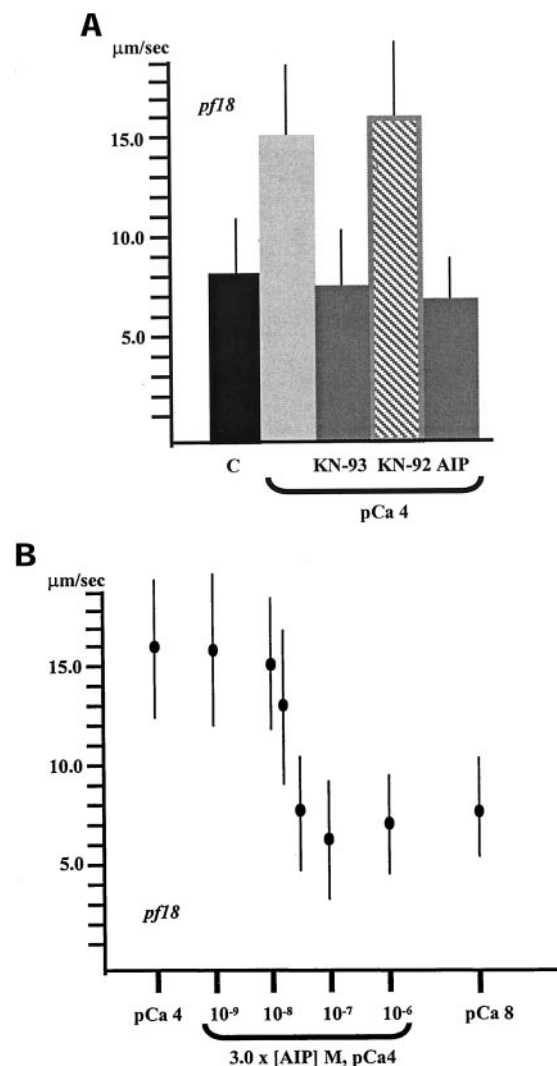 A
μm/sec
pf18
15.0
10.0
5.0
C KN-93 KN-92 AIP
pCa 4
B
μm/sec
15.0
10.0
5.0
pf18
pCa 4 10⁻⁹ 10⁻⁸ 10⁻⁷ 10⁻⁶ pCa 8
3.0 x [AIP] M, pCa4